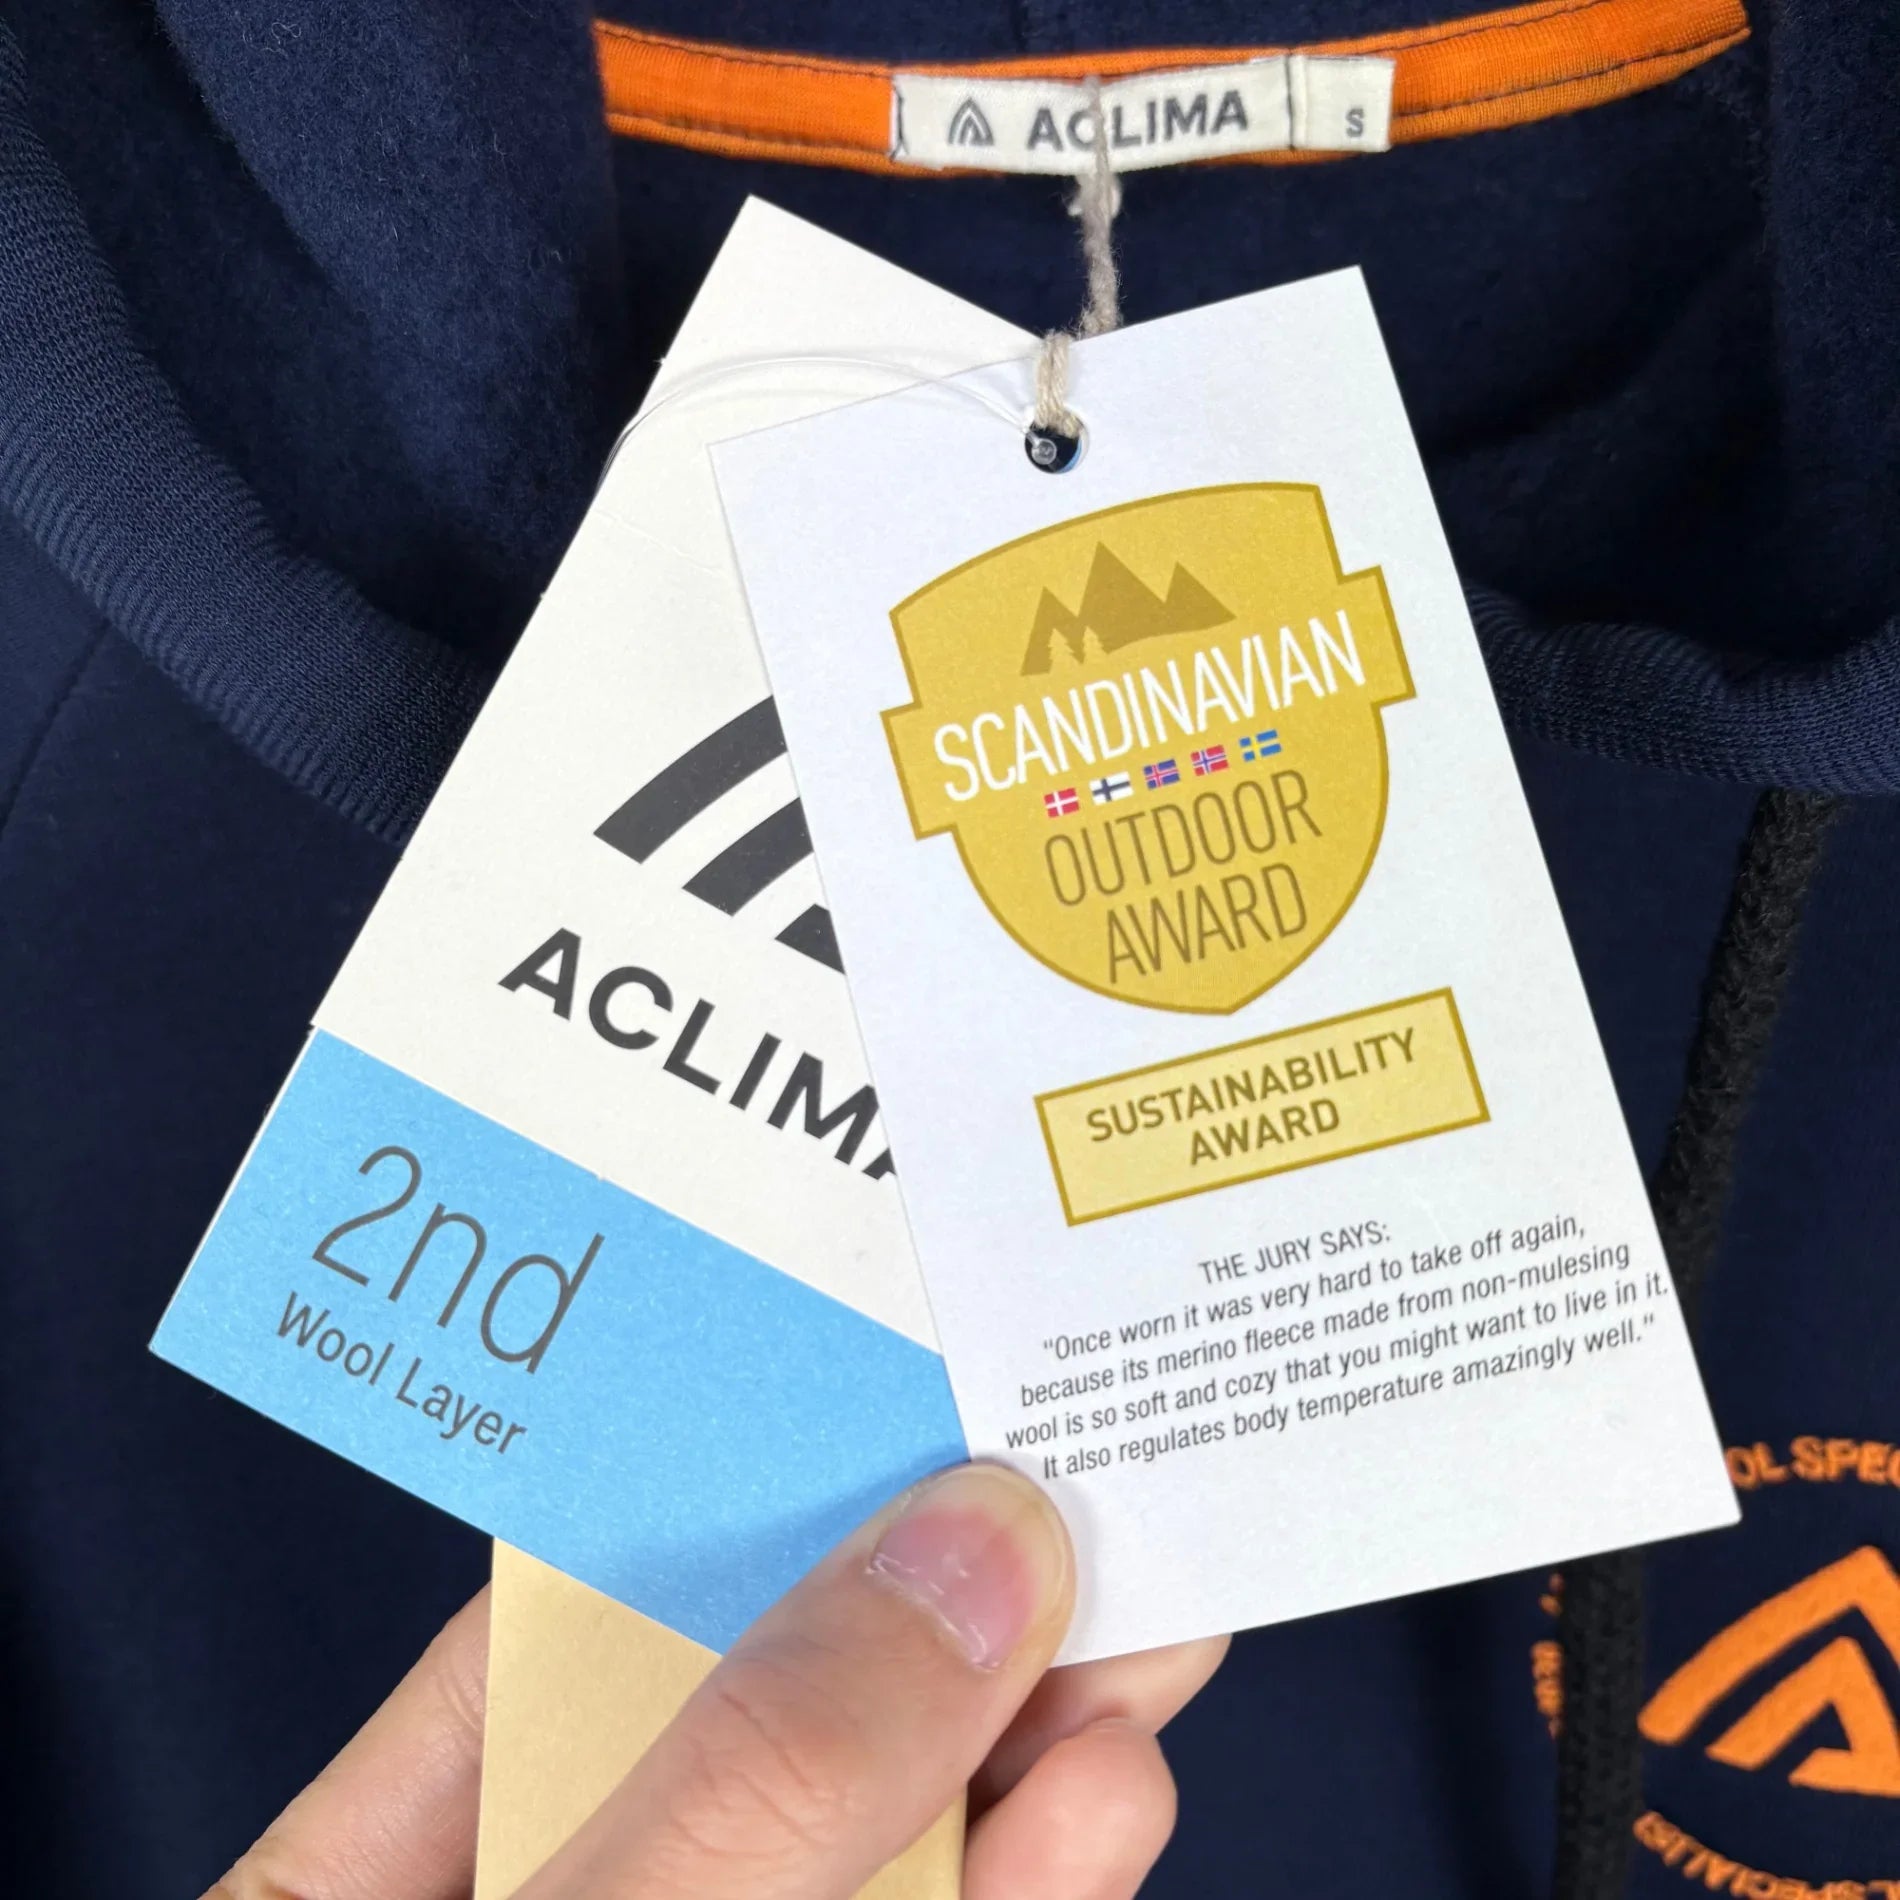 ACLIMA S
SCANDINAVIAN
OUTDOOR
AWARD
SUSTAINABILITY
AWARD
THE JURY SAYS:
"Once worn it was very hard to take off again,
because its merino fleece made from non-mulesing
wool is so soft and cozy that you might want to live in it.
It also regulates body temperature amazingly well."
ACLIMA
2nd
Wool Layer
OL SPEC